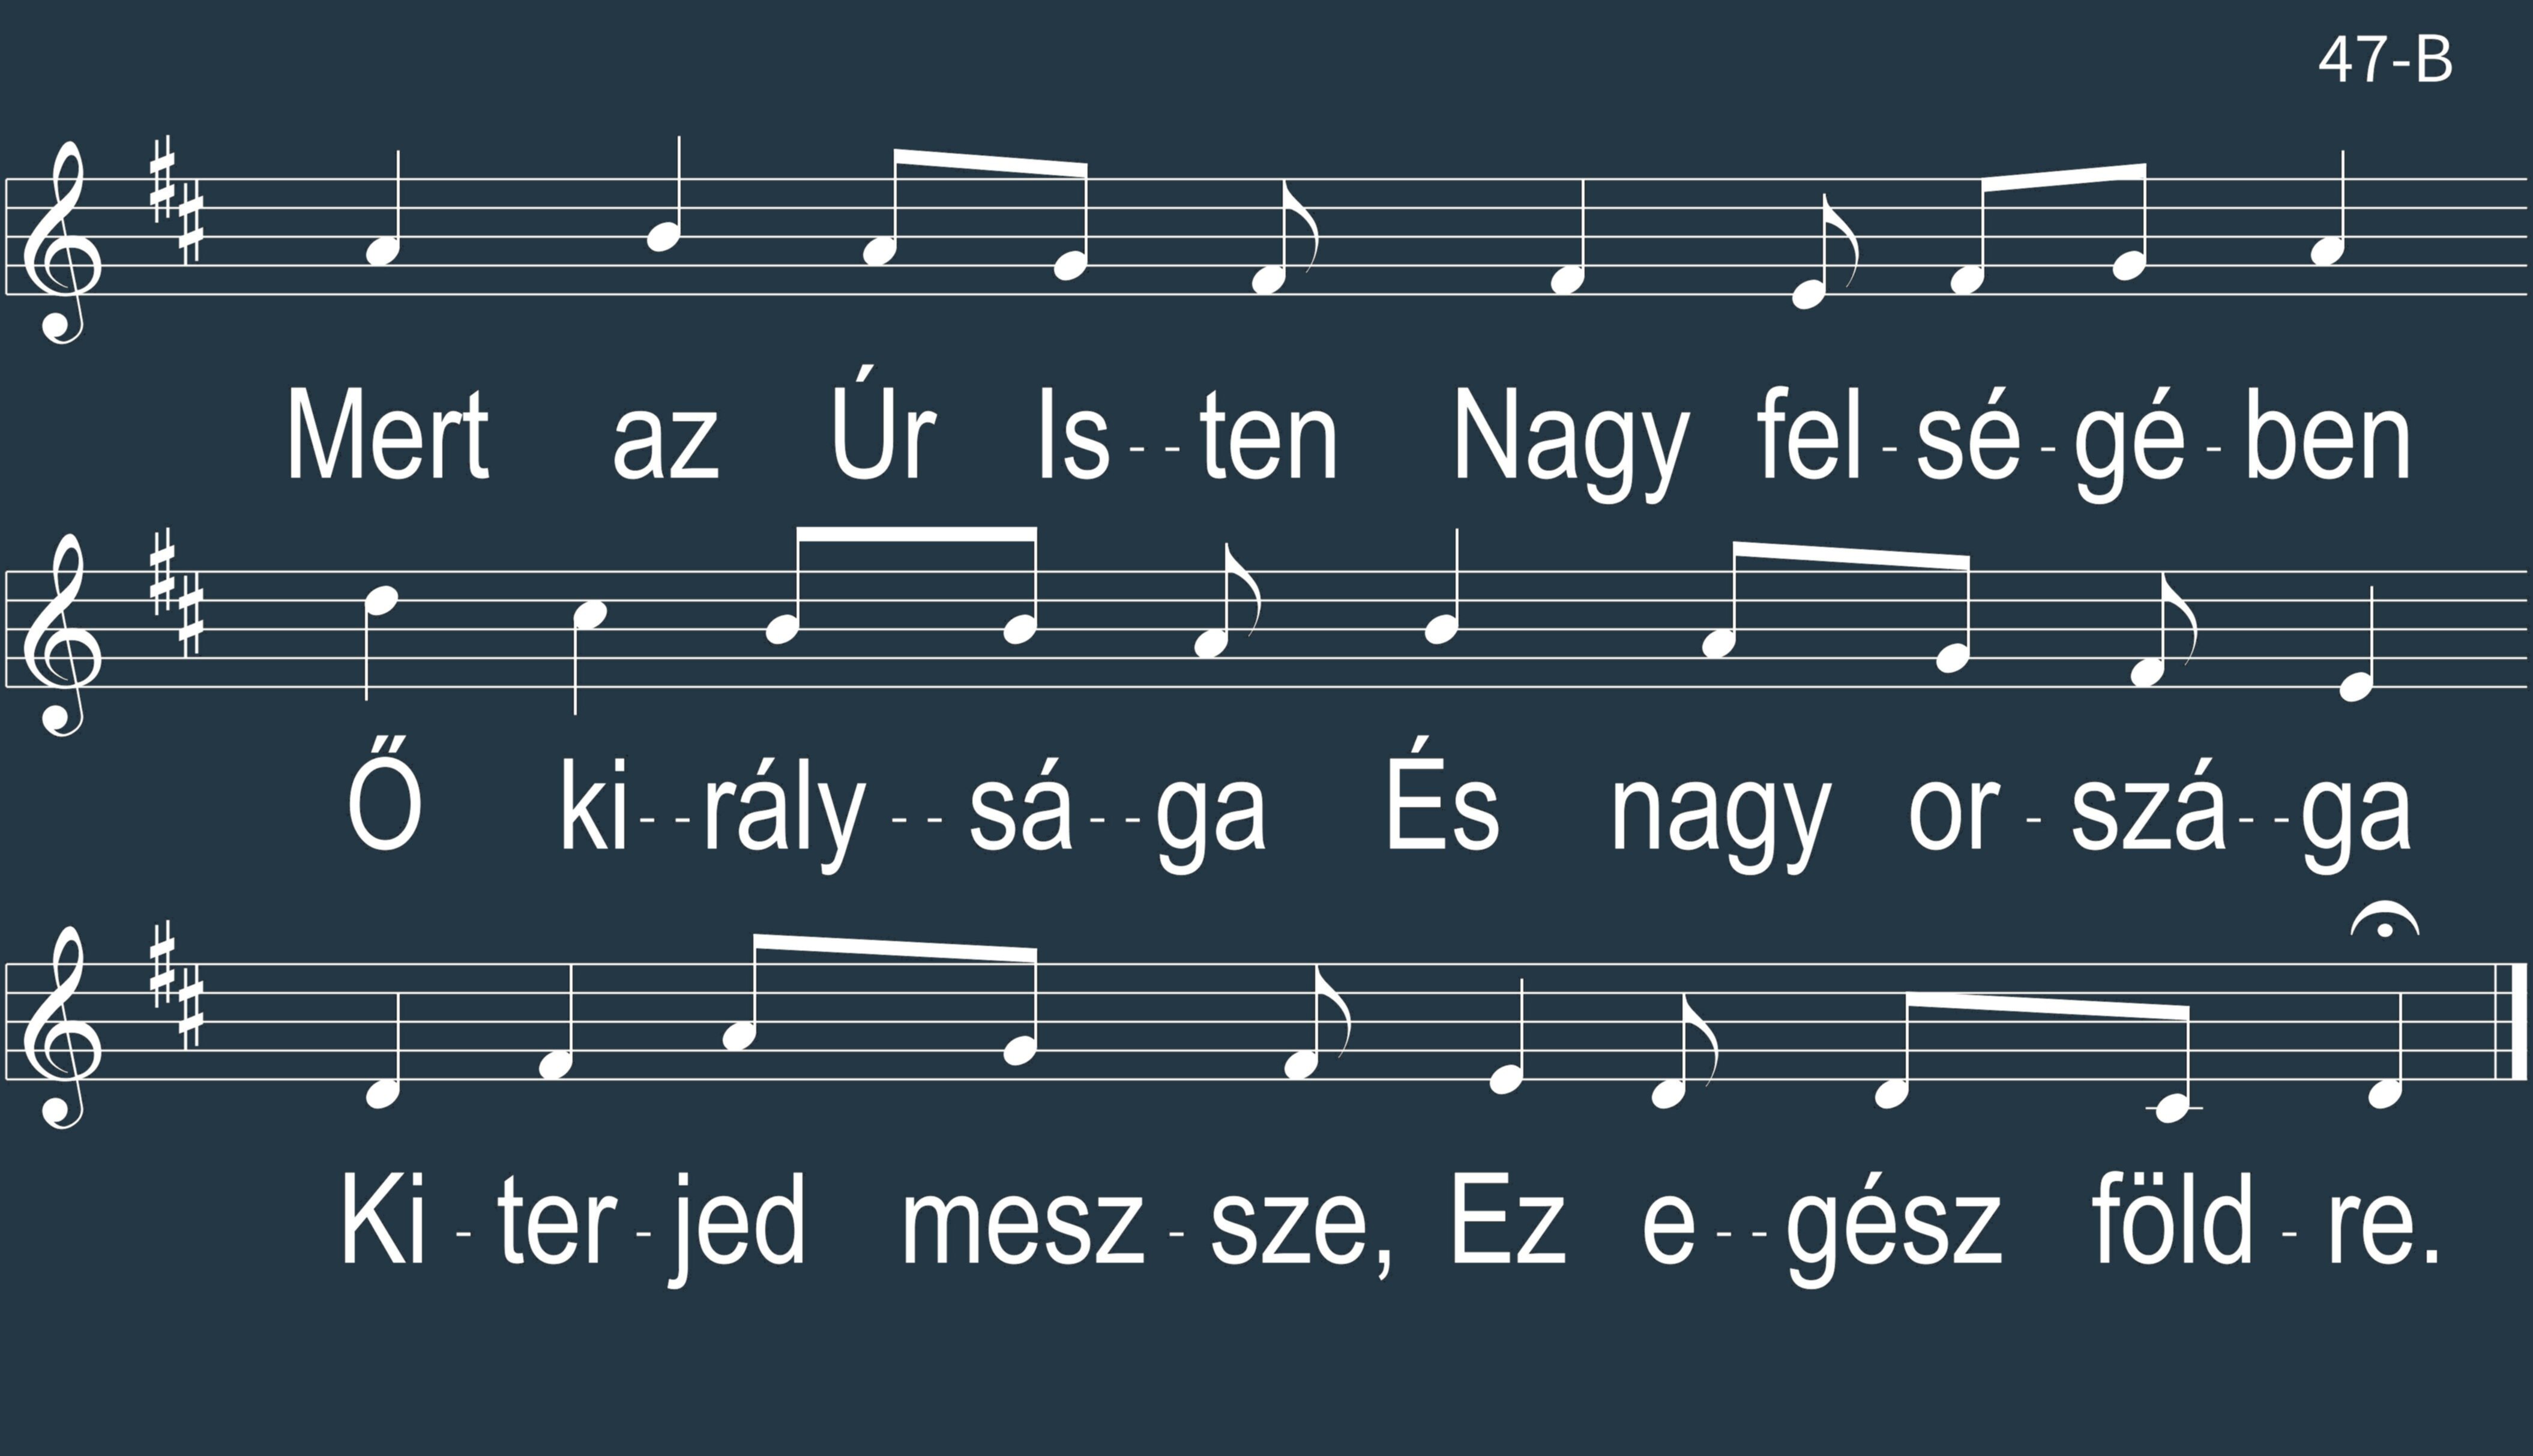 47-B
Mert az Úr Is--ten Nagy fel-sé-gé-ben
Ő ki--rály--sá--ga És nagy or-szá--ga
Ki-ter-jed mesz-sze, Ez e--gész föld-re.